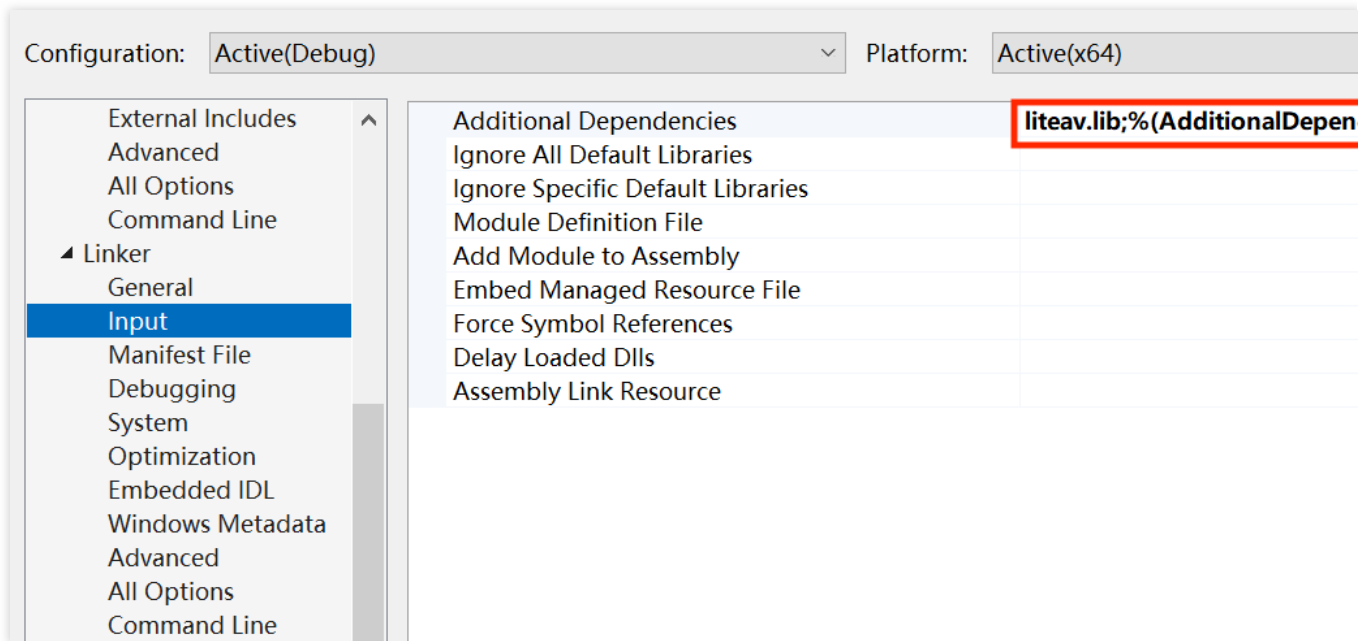 Configuration: Active(Debug) Platform: Active(x64)
External Includes
Advanced
All Options
Command Line
Linker
General
Input
Manifest File
Debugging
System
Optimization
Embedded IDL
Windows Metadata
Advanced
All Options
Command Line
Additional Dependencies liteav.lib;%(AdditionalDepen
Ignore All Default Libraries
Ignore Specific Default Libraries
Module Definition File
Add Module to Assembly
Embed Managed Resource File
Force Symbol References
Delay Loaded Dlls
Assembly Link Resource